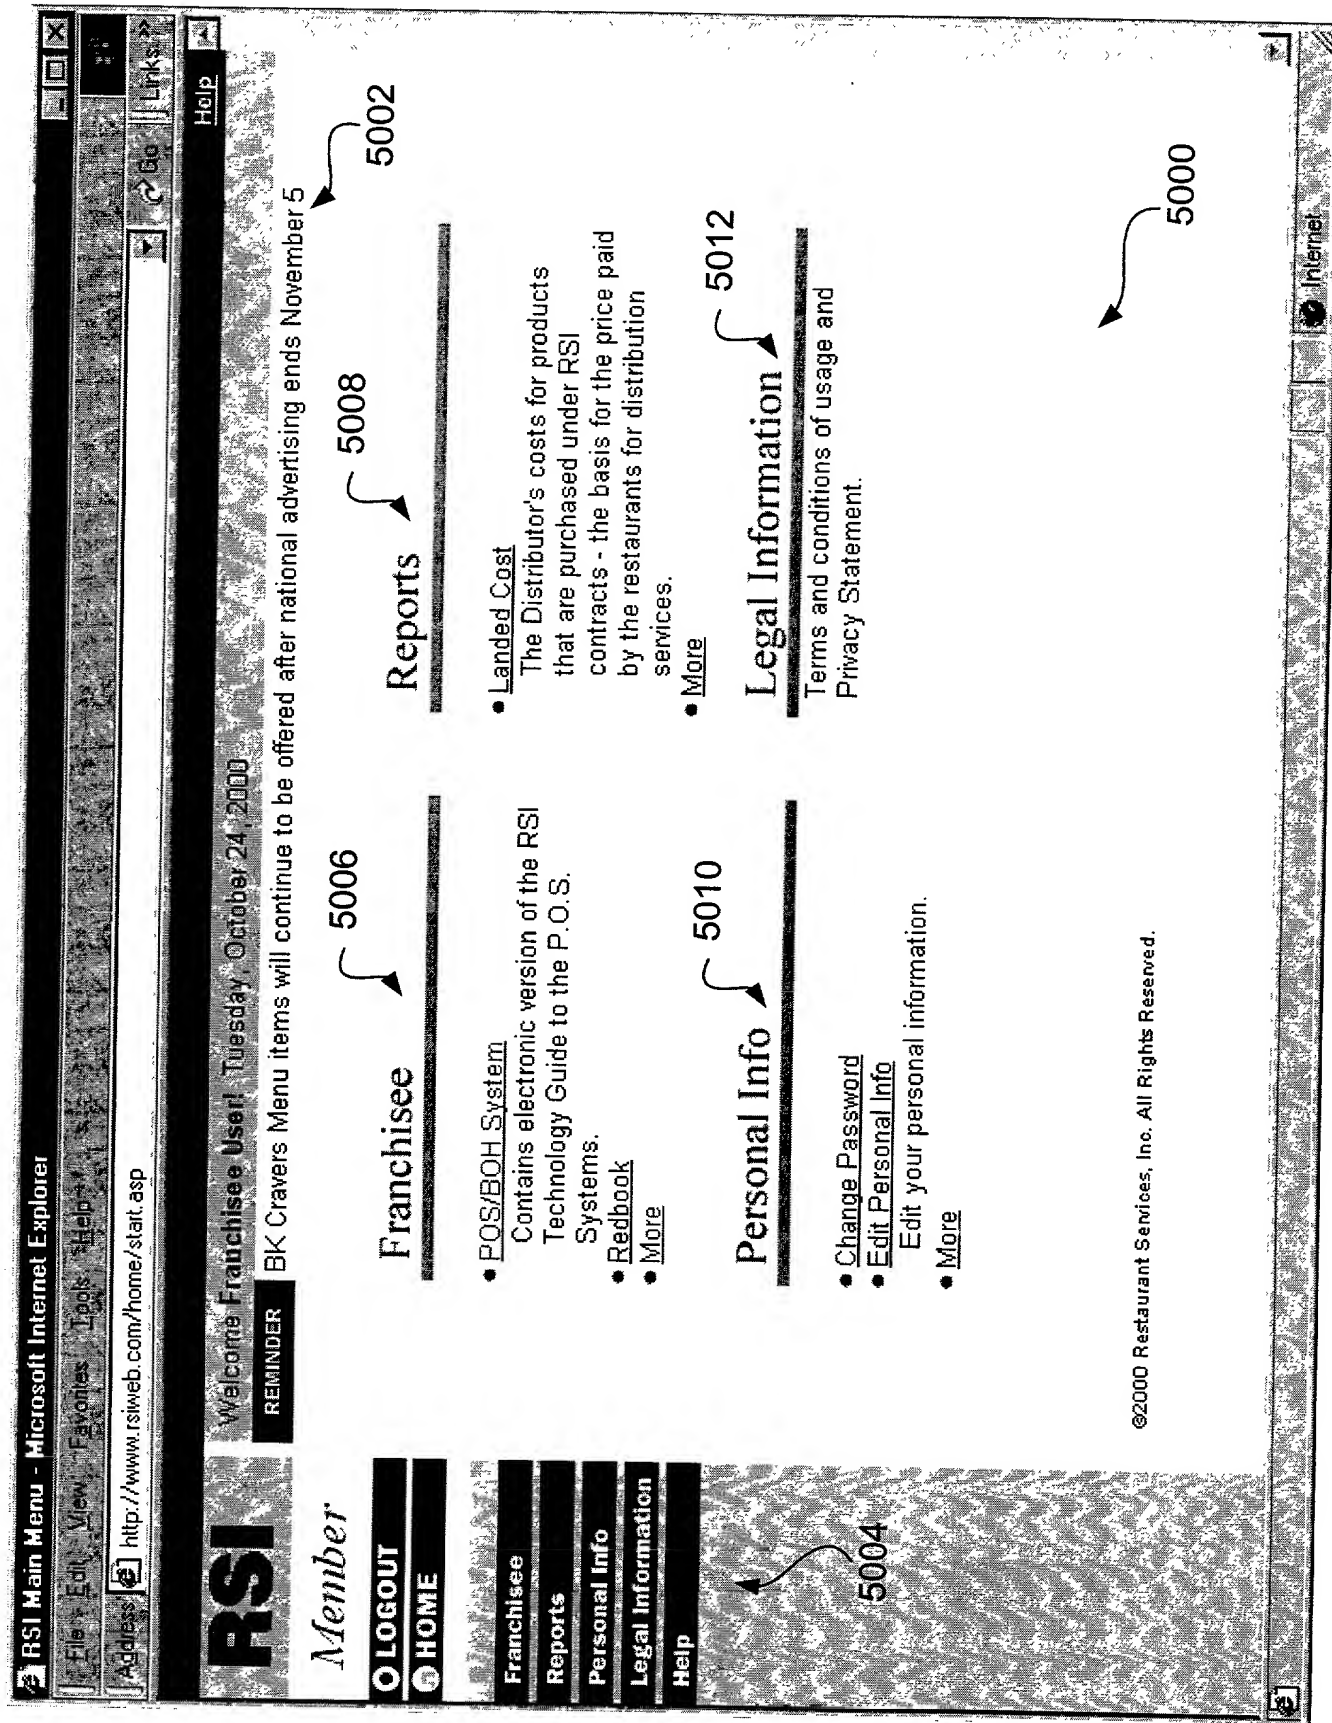 RSI Main Menu - Microsoft Internet Explorer
File Edit View Favorites Tools Help
Address http://www.rsiweb.com/home/start.asp Go Links »
Help
RSI
Welcome Franchisee User! Tuesday, October 24, 2000
REMINDER BK Cravers Menu items will continue to be offered after national advertising ends November 5
5002
Member
LOGOUT
HOME
Franchisee
Reports
Personal Info
Legal Information
Help
5004
Franchisee
5006
• POS/BOH System
Contains electronic version of the RSI
Technology Guide to the P.O.S.
Systems.
• Redbook
• More
Reports
5008
• Landed Cost
The Distributor's costs for products
that are purchased under RSI
contracts - the basis for the price paid
by the restaurants for distribution
services.
• More
Personal Info
5010
• Change Password
• Edit Personal Info
Edit your personal information.
• More
Legal Information
5012
Terms and conditions of usage and
Privacy Statement.
5000
©2000 Restaurant Services, Inc. All Rights Reserved.
Internet